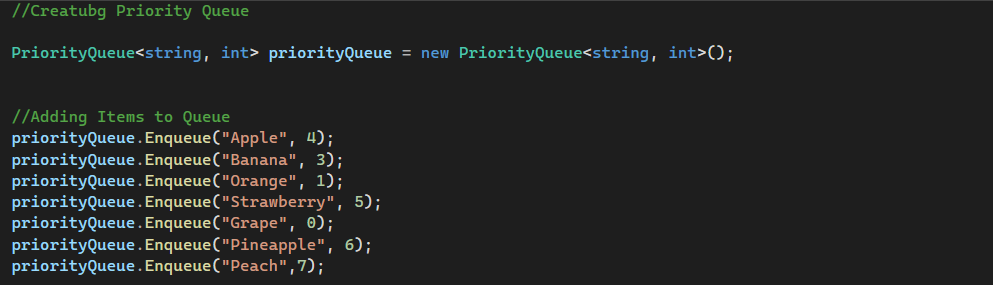 //Creatubg Priority Queue
PriorityQueue<string, int> priorityQueue = new PriorityQueue<string, int>();
//Adding Items to Queue
priorityQueue.Enqueue("Apple", 4);
priorityQueue.Enqueue("Banana", 3);
priorityQueue.Enqueue("Orange", 1);
priorityQueue.Enqueue("Strawberry", 5);
priorityQueue.Enqueue("Grape", 0);
priorityQueue.Enqueue("Pineapple", 6);
priorityQueue.Enqueue("Peach",7);